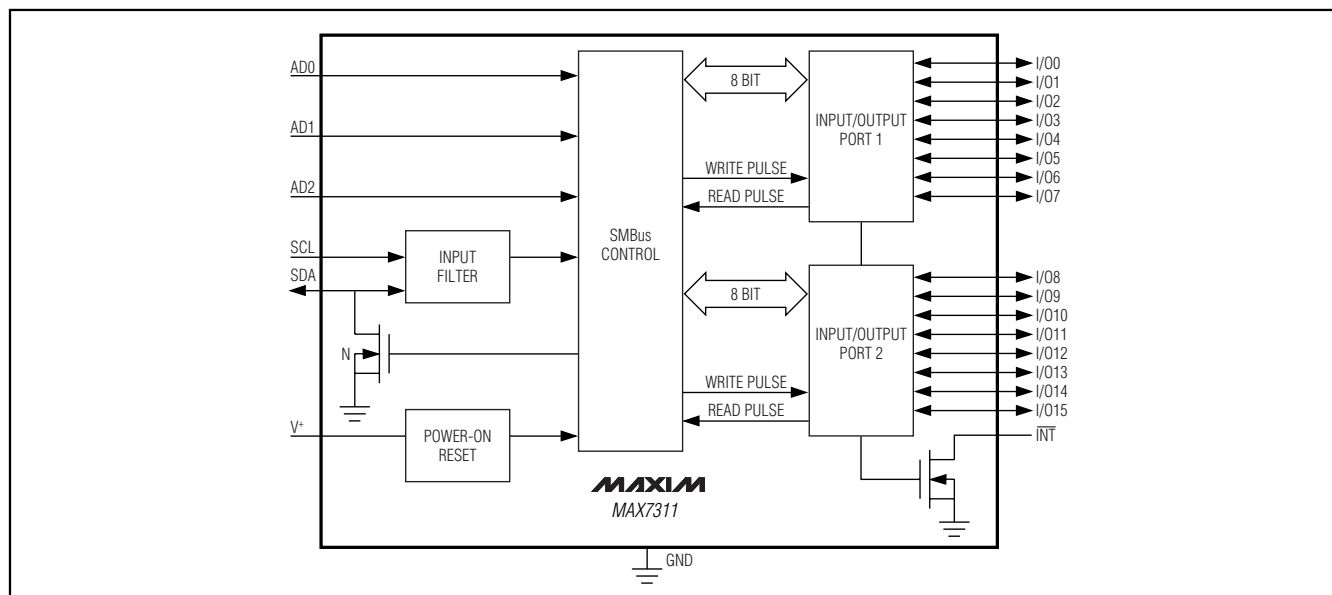 AD0
AD1
AD2
SCL
SDA
INPUT
FILTER
N
V+
POWER-ON
RESET
SMBus
CONTROL
8 BIT
WRITE PULSE
READ PULSE
8 BIT
WRITE PULSE
READ PULSE
INPUT/OUTPUT
PORT 1
INPUT/OUTPUT
PORT 2
I/O0
I/O1
I/O2
I/O3
I/O4
I/O5
I/O6
I/O7
I/O8
I/O9
I/O10
I/O11
I/O12
I/O13
I/O14
I/O15
INT
MAXIM
MAX7311
GND